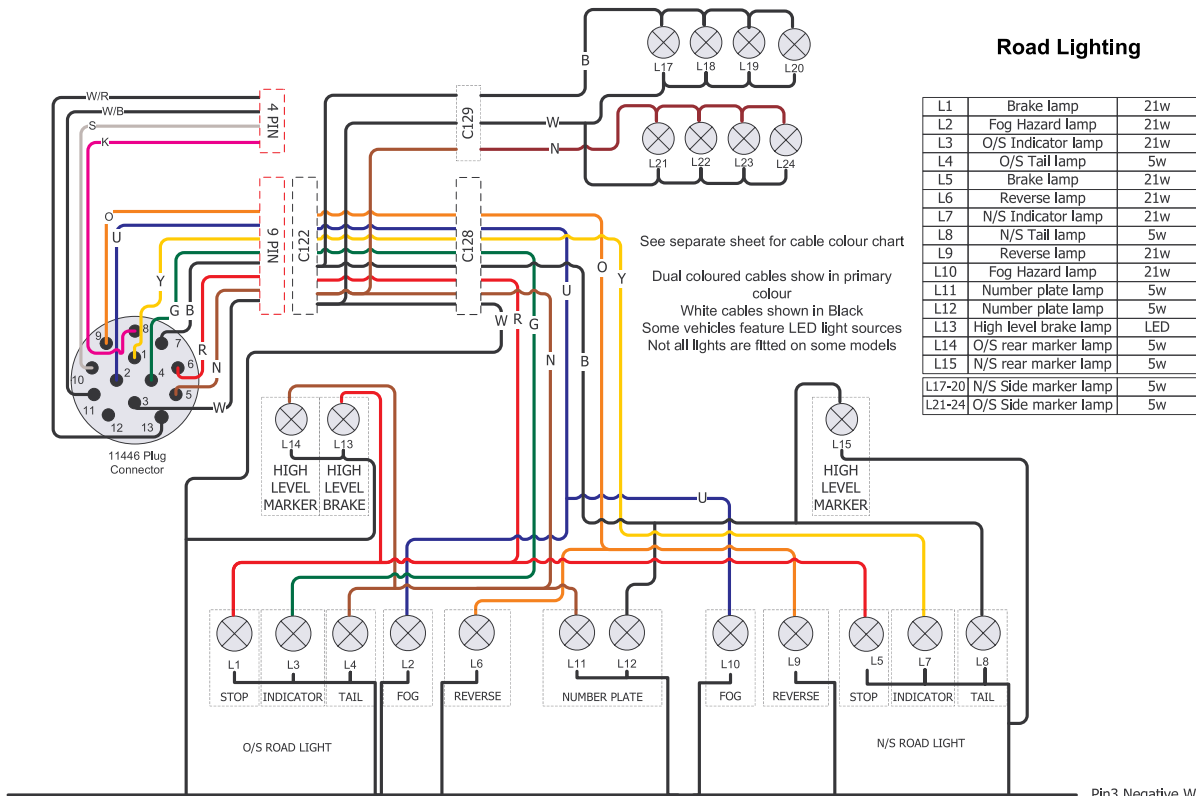 Road Lighting
L1 Brake lamp 21w
L2 Fog Hazard lamp 21w
L3 O/S Indicator lamp 21w
L4 O/S Tail lamp 5w
L5 Brake lamp 21w
L6 Reverse lamp 21w
L7 N/S Indicator lamp 21w
L8 N/S Tail lamp 5w
L9 Reverse lamp 21w
L10 Fog Hazard lamp 21w
L11 Number plate lamp 5w
L12 Number plate lamp 5w
L13 High level brake lamp LED
L14 O/S rear marker lamp 5w
L15 N/S rear marker lamp 5w
L17-20 N/S Side marker lamp 5w
L21-24 O/S Side marker lamp 5w
B
L17 L18 L19 L20
W
N
L21 L22 L23 L24
W/R
W/B
S
K
4 PIN
C129
O
U
Y
G
B
R
N
W
9 PIN
C122
C128
See separate sheet for cable colour chart
Dual coloured cables show in primary
colour
White cables shown in Black
Some vehicles feature LED light sources
Not all lights are fitted on some models
W
R
G
N
U
B
O
Y
9 8 7
1
10 2 4 6
3 5
11 12 13
11446 Plug
Connector
L14
HIGH
LEVEL
MARKER
L13
HIGH
LEVEL
BRAKE
L15
HIGH
LEVEL
MARKER
U
L1 L3 L4 L2 L6 L11 L12 L10 L9 L5 L7 L8
STOP INDICATOR TAIL FOG REVERSE NUMBER PLATE FOG REVERSE STOP INDICATOR TAIL
O/S ROAD LIGHT
N/S ROAD LIGHT
Pin3 Negative W